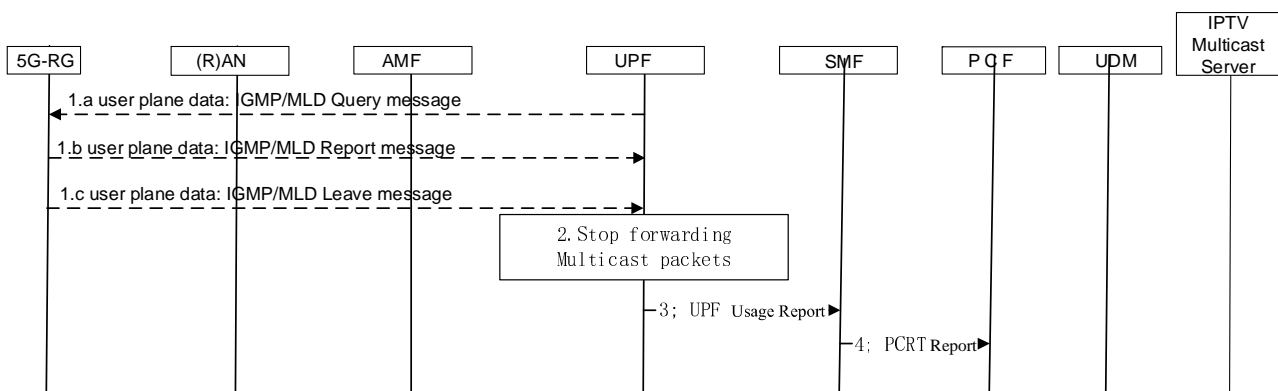 IPTV
Multicast
Server
5G-RG
(R)AN
AMF
UPF
SMF
P C F
UDM
1.a user plane data: IGMP/MLD Query message
1.b user plane data: IGMP/MLD Report message
1.c user plane data: IGMP/MLD Leave message
2.Stop forwarding
Multicast packets
3; UPF Usage Report
4; PCRT Report